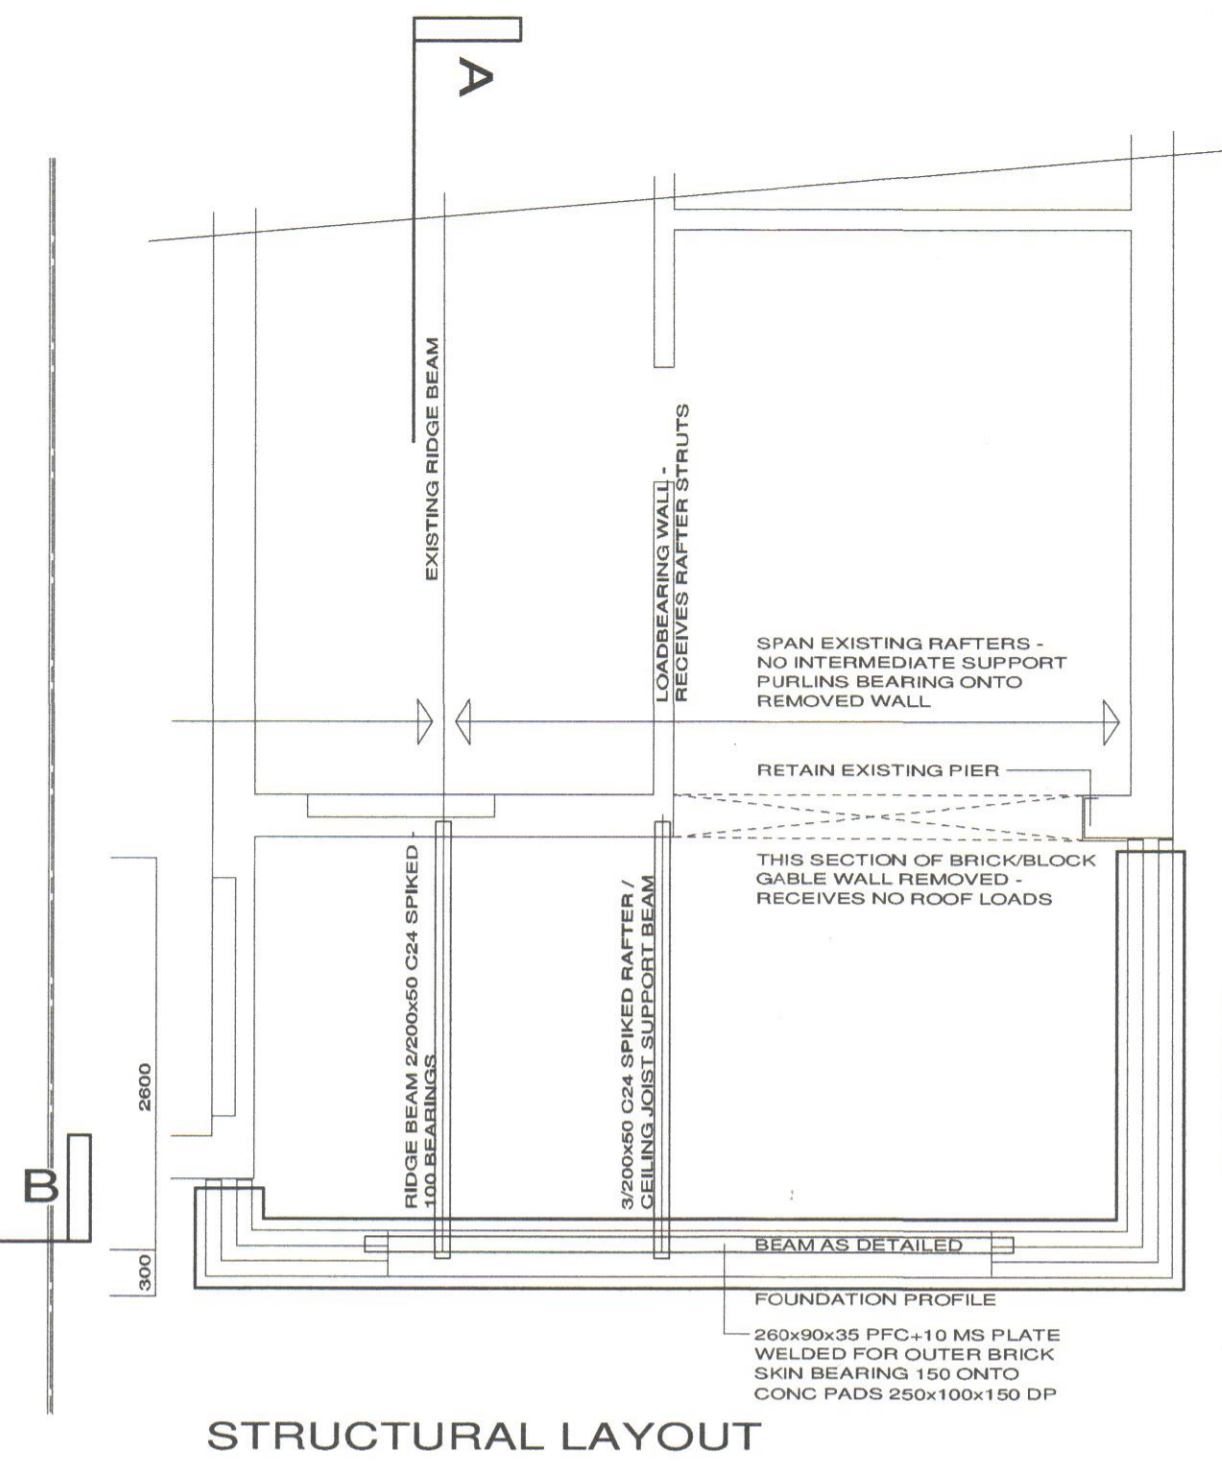 A
EXISTING RIDGE BEAM
LOADBEARING WALL -
RECEIVES RAFTER STRUTS
SPAN EXISTING RAFTERS -
NO INTERMEDIATE SUPPORT
PURLINS BEARING ONTO
REMOVED WALL
RETAIN EXISTING PIER
THIS SECTION OF BRICK/BLOCK
GABLE WALL REMOVED -
RECEIVES NO ROOF LOADS
RIDGE BEAM 2/200x50 C24 SPIKED -
100 BEARINGS
3/200x50 C24 SPIKED RAFTER /
CEILING JOIST SUPPORT BEAM
2600
B
300
BEAM AS DETAILED
FOUNDATION PROFILE
260x90x35 PFC+10 MS PLATE
WELDED FOR OUTER BRICK
SKIN BEARING 150 ONTO
CONC PADS 250x100x150 DP
STRUCTURAL LAYOUT